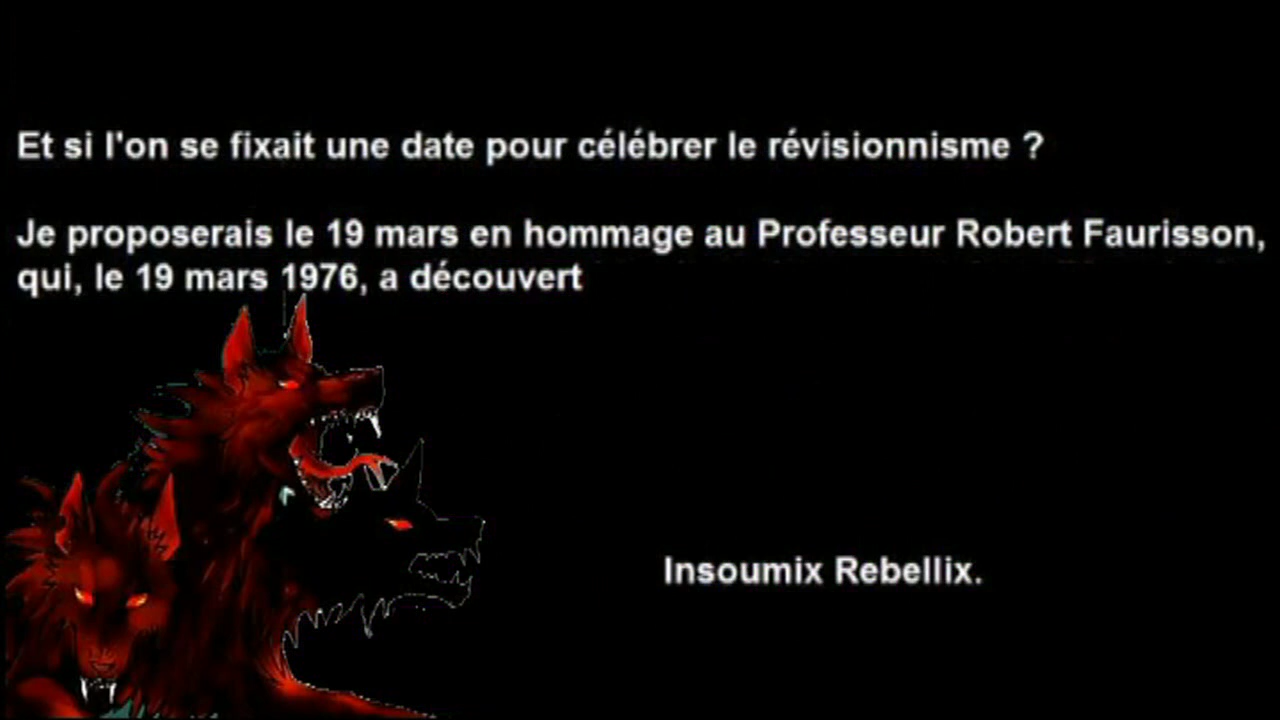 Et si l'on se fixait une date pour célébrer le révisionnisme ?
Je proposerais le 19 mars en hommage au Professeur Robert Faurisson,
qui, le 19 mars 1976, a découvert
Insoumix Rebellix.